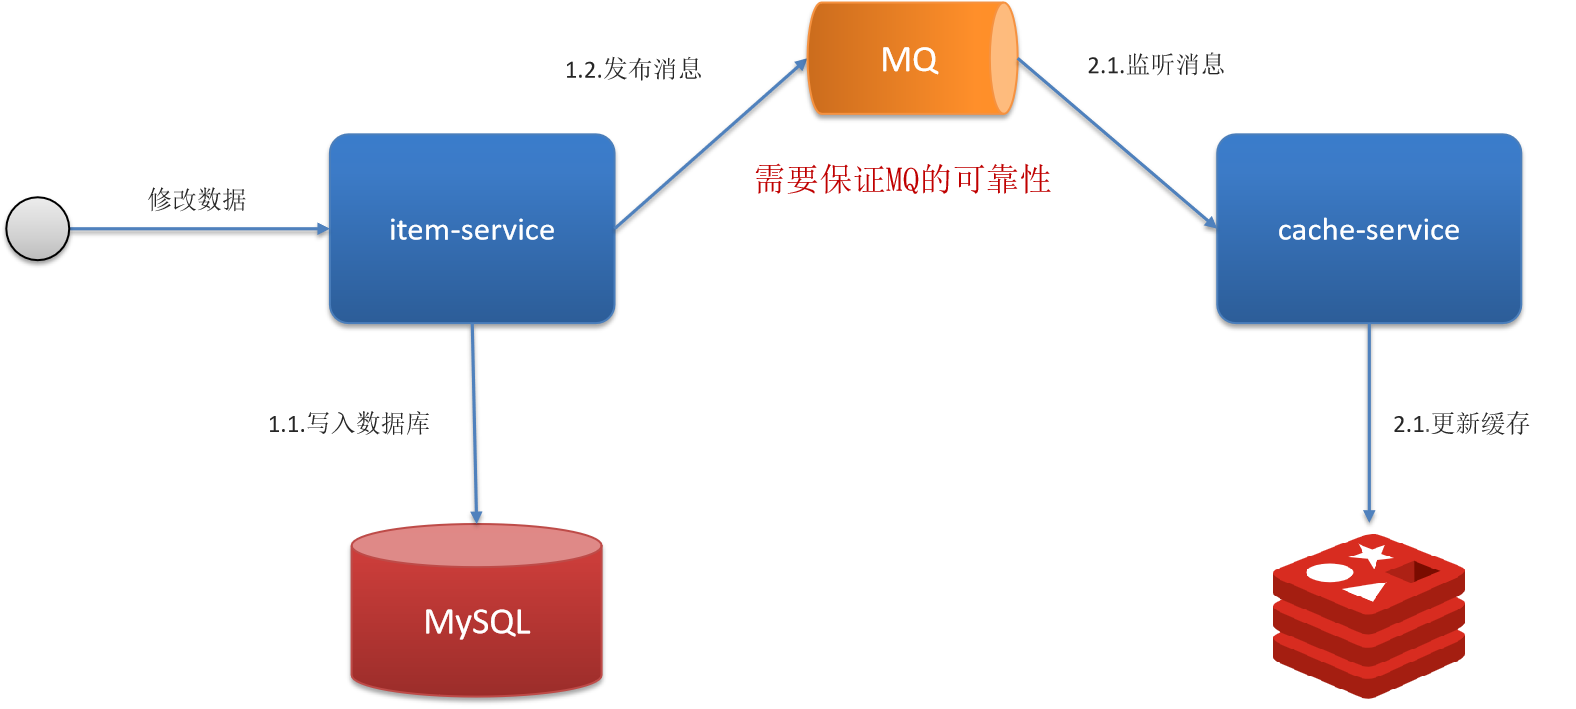 MQ
1.2.发布消息
2.1.监听消息
需要保证MQ的可靠性
修改数据
item-service
cache-service
1.1.写入数据库
2.1.更新缓存
MySQL